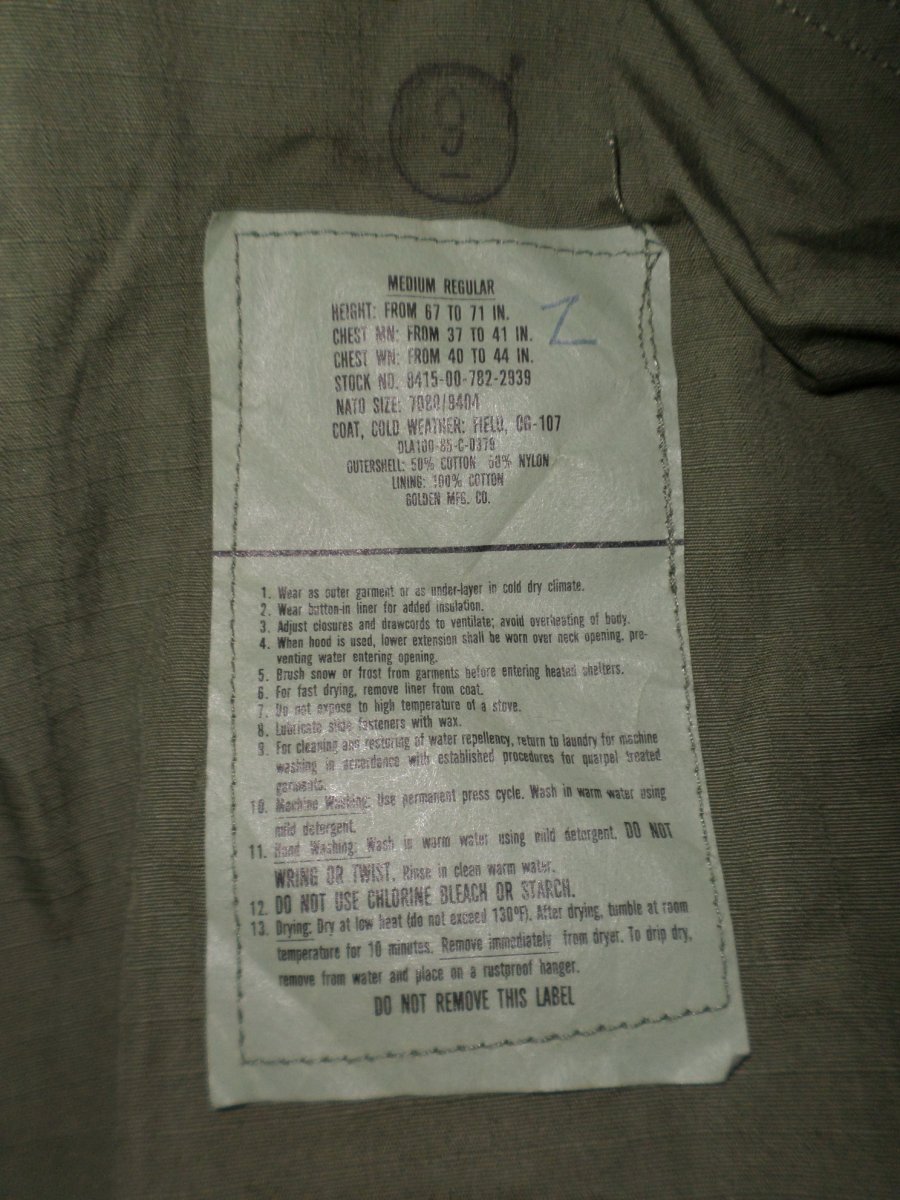 9
MEDIUM REGULAR
HEIGHT: FROM 67 TO 71 IN.
CHEST MN: FROM 37 TO 41 IN.
CHEST WN: FROM 40 TO 44 IN.
STOCK NO. 8415-00-782-2939
NATO SIZE: 7080/9404
COAT, COLD WEATHER: FIELD, OG-107
DLA100-85-C-0379
OUTERSHELL: 50% COTTON 50% NYLON
LINING: 100% COTTON
GOLDEN MFG. CO.
1. Wear as outer garment or as under-layer in cold dry climate.
2. Wear button-in liner for added insulation.
3. Adjust closures and drawcords to ventilate; avoid overheating of body.
4. When hood is used, lower extension shall be worn over neck opening, pre-
venting water entering opening.
5. Brush snow or frost from garments before entering heated shelters.
6. For fast drying, remove liner from coat.
7. Do not expose to high temperature of a stove.
8. Lubricate slide fasteners with wax.
9. For cleaning and restoring of water repellency, return to laundry for machine
washing in accordance with established procedures for quarpel treated
garments.
10. Machine Washing: Use permanent press cycle. Wash in warm water using
mild detergent.
11. Hand Washing: Wash in warm water using mild detergent. DO NOT
WRING OR TWIST. Rinse in clean warm water.
12. DO NOT USE CHLORINE BLEACH OR STARCH.
13. Drying: Dry at low heat (do not exceed 130°F). After drying, tumble at room
temperature for 10 minutes. Remove immediately from dryer. To drip dry,
remove from water and place on a rustproof hanger.
DO NOT REMOVE THIS LABEL